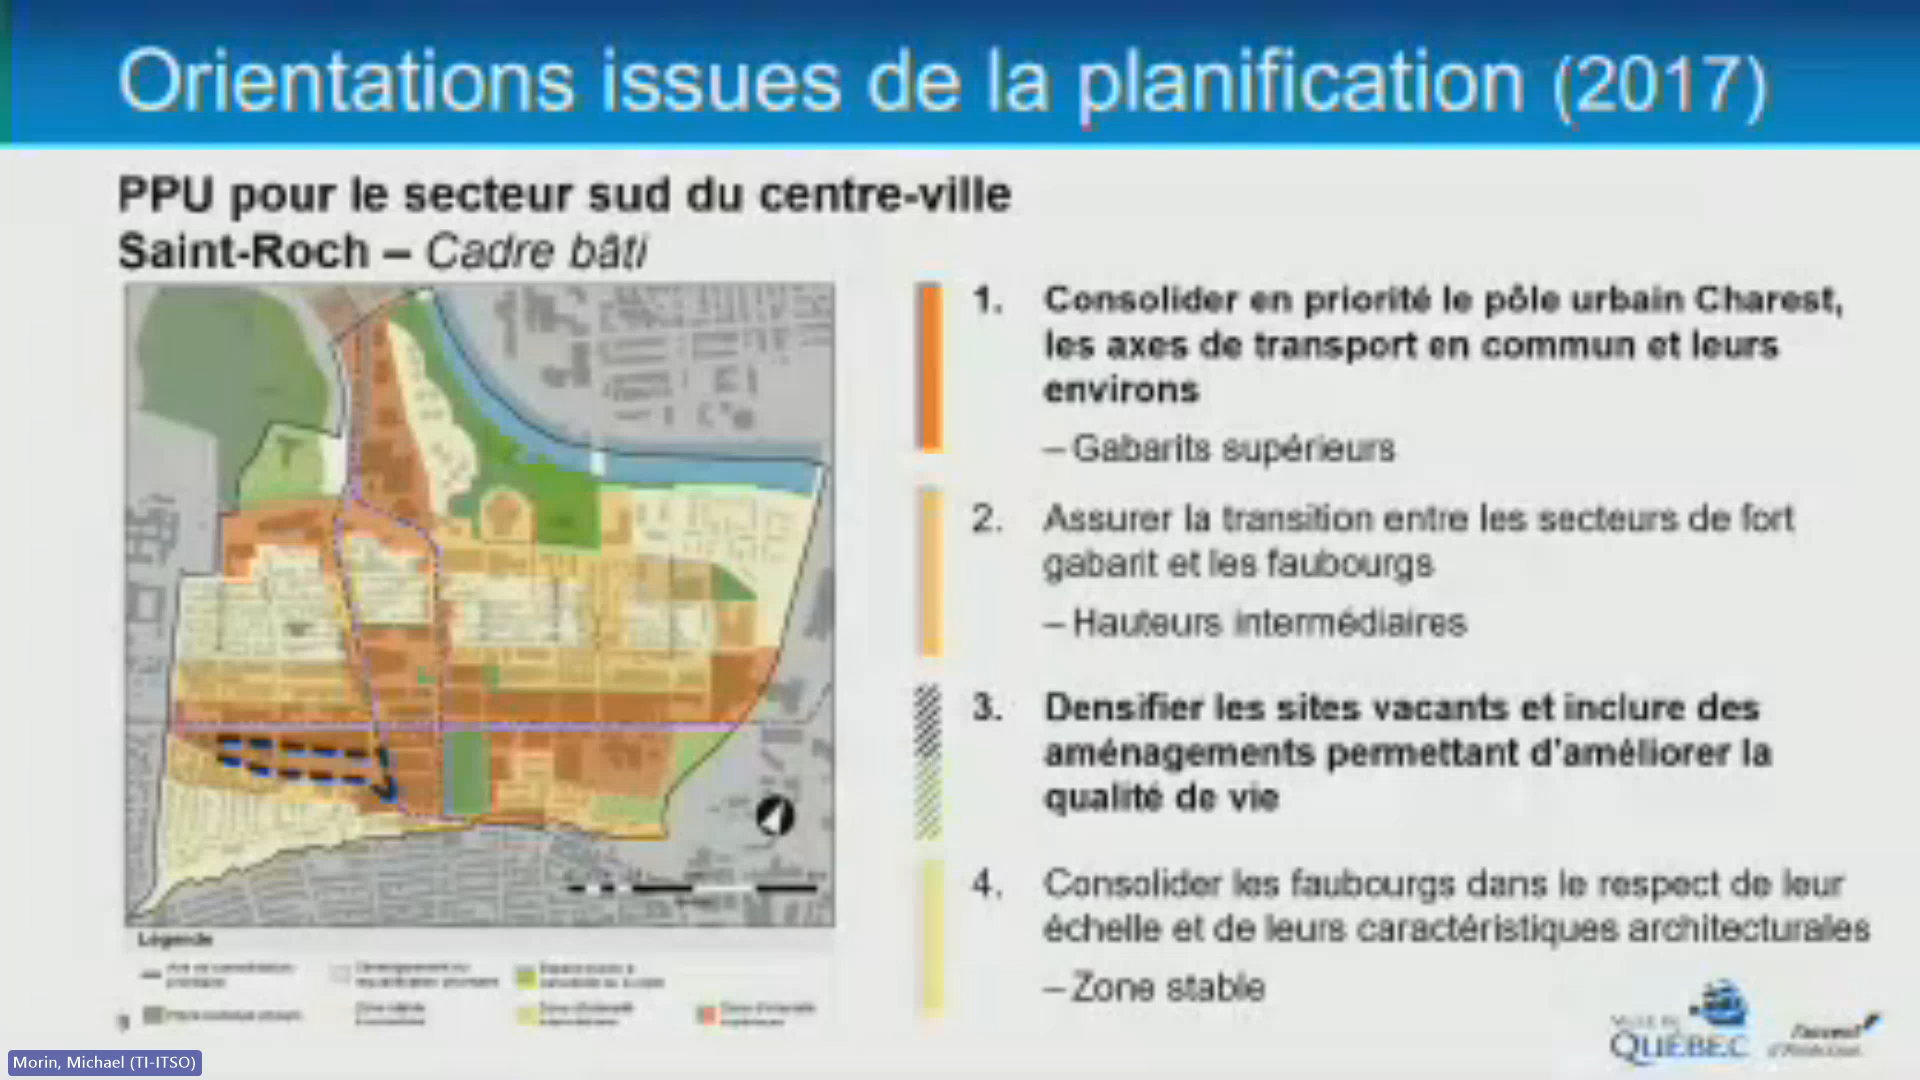 Orientations issues de la planification (2017)
PPU pour le secteur sud du centre-ville
Saint-Roch – Cadre bâti
1. Consolider en priorité le pôle urbain Charest,
les axes de transport en commun et leurs
environs
– Gabarits supérieurs
2. Assurer la transition entre les secteurs de fort
gabarit et les faubourgs
– Hauteurs intermédiaires
3. Densifier les sites vacants et inclure des
aménagements permettant d'améliorer la
qualité de vie
4. Consolider les faubourgs dans le respect de leur
échelle et de leurs caractéristiques architecturales
– Zone stable
Légende
9
VILLE DE
QUÉBEC
l'accent
d'Amérique
Morin, Michael (TI-ITSO)